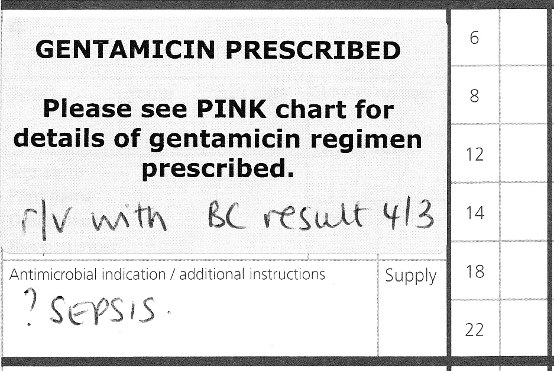 GENTAMICIN PRESCRIBED
Please see PINK chart for
details of gentamicin regimen
prescribed.
r/v with BC result 4/3
Antimicrobial indication / additional instructions
Supply
? SEPSIS.
6
8
12
14
18
22